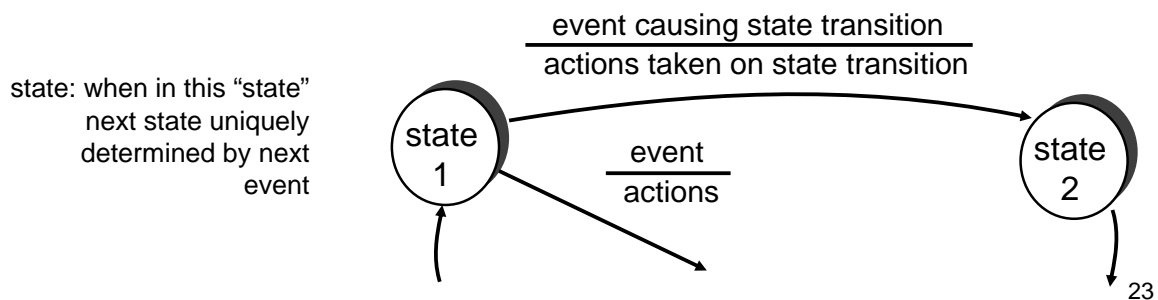 event causing state transition
actions taken on state transition
state: when in this “state”
next state uniquely
determined by next
event
state
1
event
actions
state
2
23